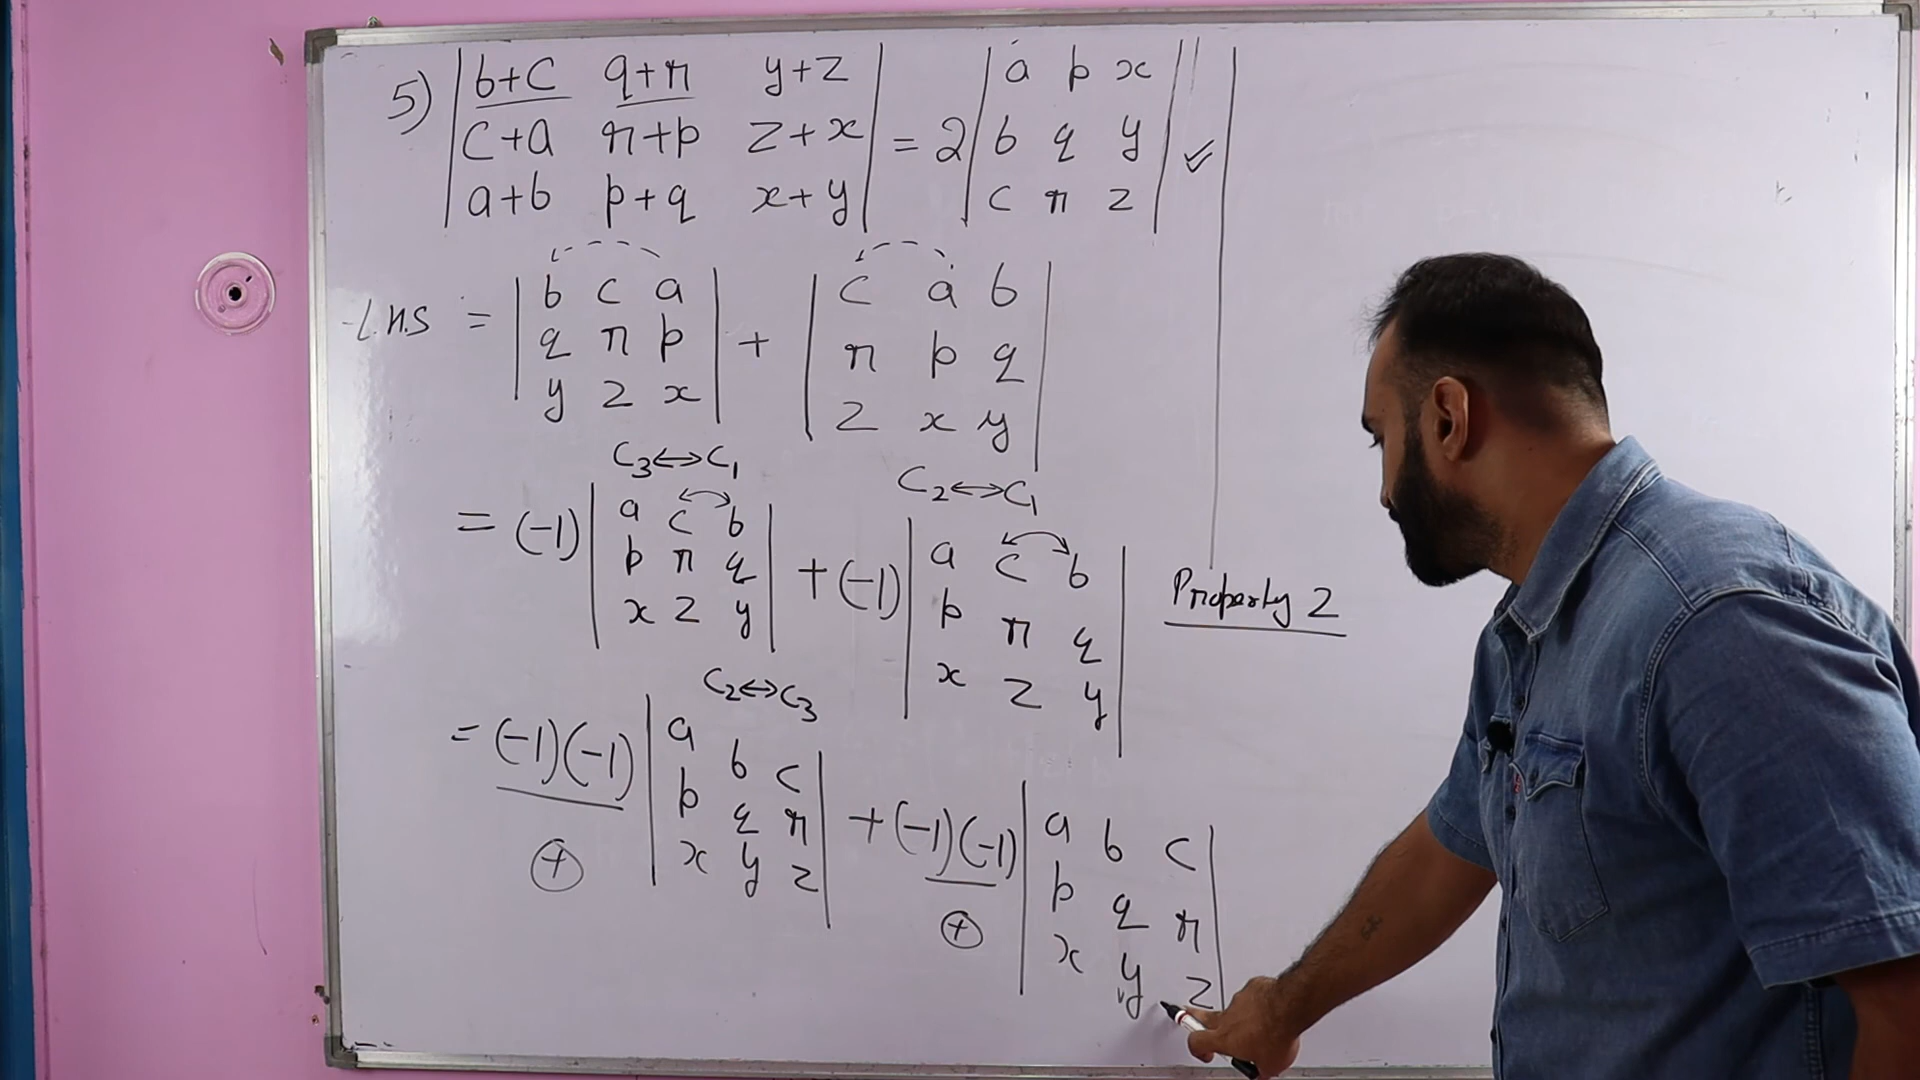 5) | b+c q+r y+z |
| c+a r+p z+x | = 2 | a p x |
| a+b p+q x+y | | b q y |
| c r z |
L.H.S = | b c a | + | c a b |
| q r p | | r p q |
| y z x | | z x y |
C3↔C1 C2↔C1
= (-1) | a c b | + (-1) | a c b | Property 2
| p r q | | p r q |
| x z y | | x z y |
C2↔C3
= (-1)(-1) | a b c | + (-1)(-1) | a b c |
| p q r | | p q r |
| x y z | | x y z |
+ +